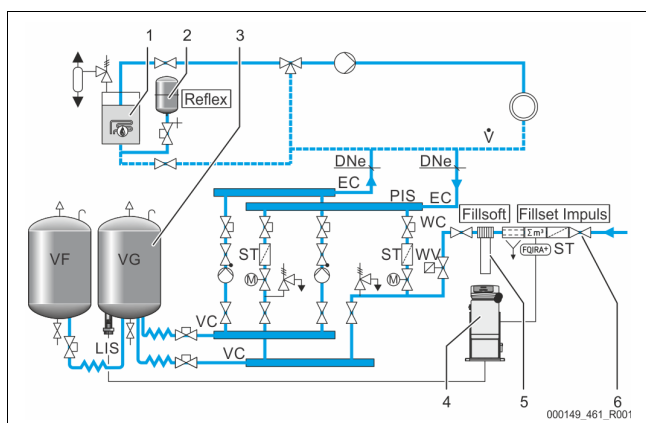 1 2 3
Reflex
V̇
DNe DNe
EC PIS EC
Fillsoft Fillset Impuls
WC
Σm³
FQIRA+ ST
VF VG ST ST WV
M M
LIS VC
VC
4 5 6
000149_461_R001